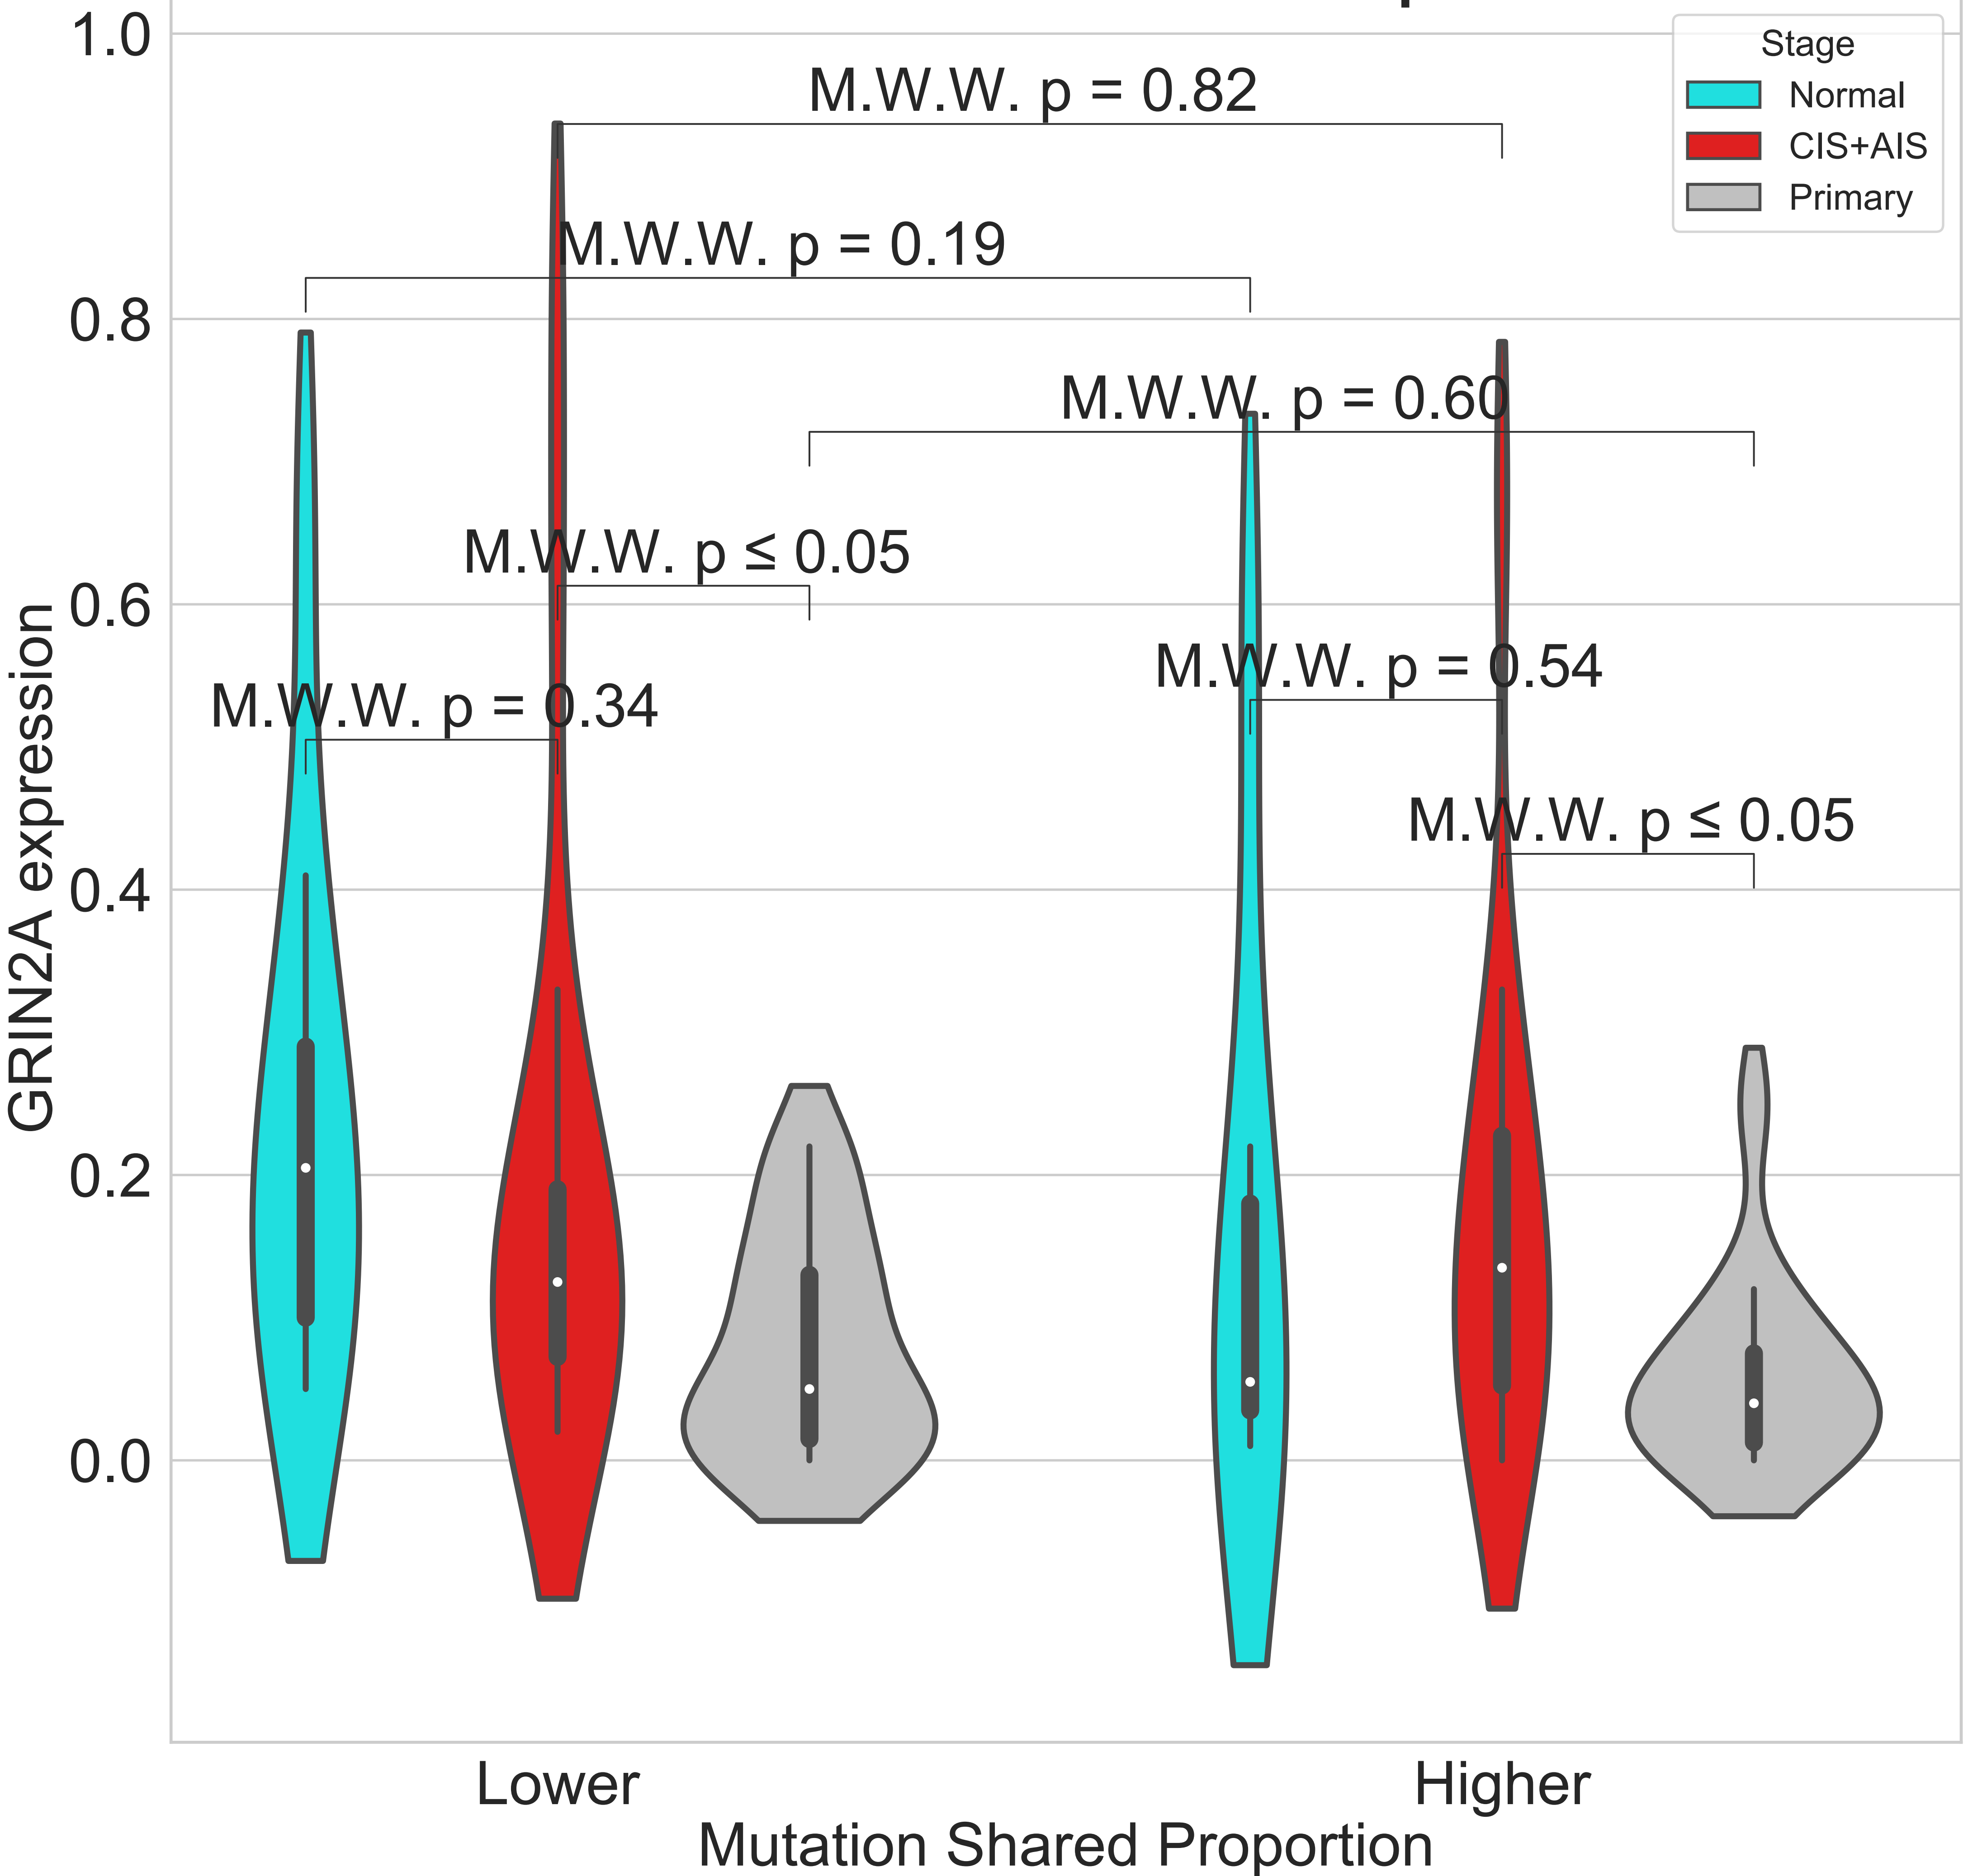 1.0
0.8
0.6
0.4
0.2
0.0
GRIN2A expression
Stage
Normal
CIS+AIS
Primary
M.W.W. p = 0.82
M.W.W. p = 0.19
M.W.W. p = 0.60
M.W.W. p ≤ 0.05
M.W.W. p = 0.54
M.W.W. p = 0.34
M.W.W. p ≤ 0.05
Lower
Higher
Mutation Shared Proportion